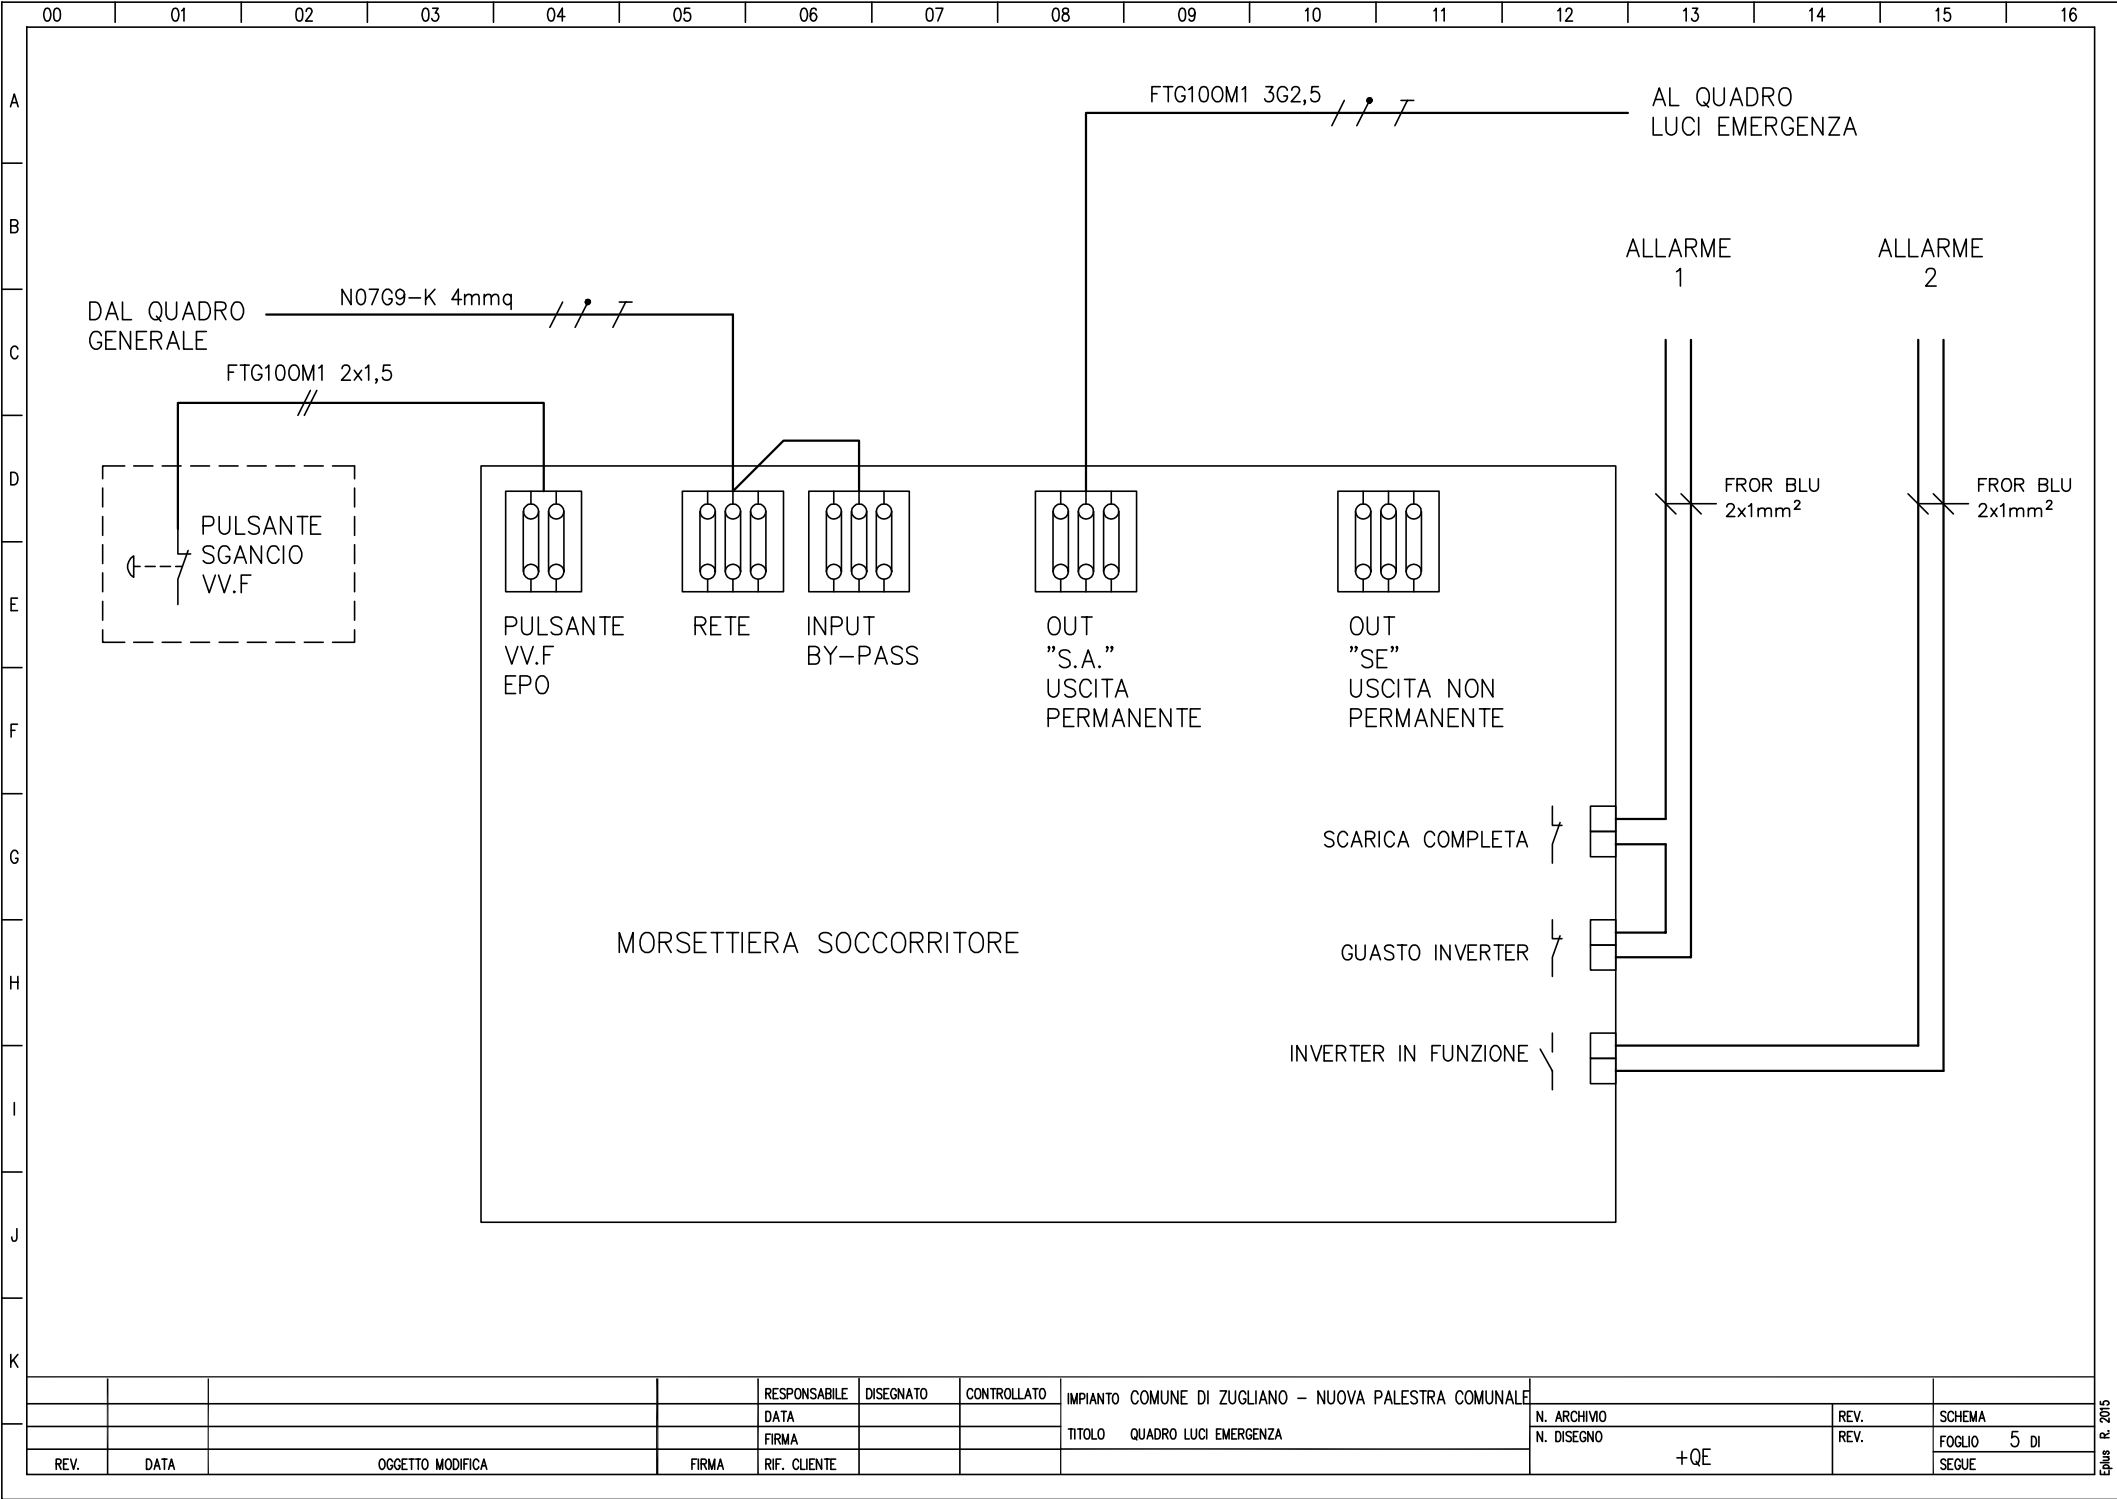 00 01 02 03 04 05 06 07 08 09 10 11 12 13 14 15 16
A
B
C
D
E
F
G
H
I
J
K
FTG10OM1 3G2,5
AL QUADRO
LUCI EMERGENZA
ALLARME
1
ALLARME
2
DAL QUADRO
GENERALE
N07G9-K 4mmq
FTG10OM1 2x1,5
PULSANTE
SGANCIO
VV.F
FROR BLU
2x1mm²
FROR BLU
2x1mm²
PULSANTE
VV.F
EPO
RETE
INPUT
BY-PASS
OUT
"S.A."
USCITA
PERMANENTE
OUT
"SE"
USCITA NON
PERMANENTE
SCARICA COMPLETA
MORSETTIERA SOCCORRITORE
GUASTO INVERTER
INVERTER IN FUNZIONE
REV.
DATA
OGGETTO MODIFICA
FIRMA
RESPONSABILE
DISEGNATO
CONTROLLATO
DATA
FIRMA
RIF. CLIENTE
IMPIANTO COMUNE DI ZUGLIANO - NUOVA PALESTRA COMUNALE
TITOLO QUADRO LUCI EMERGENZA
N. ARCHIVIO
REV.
SCHEMA
N. DISEGNO
+QE
REV.
FOGLIO 5 DI
SEGUE
Eplus R. 2015